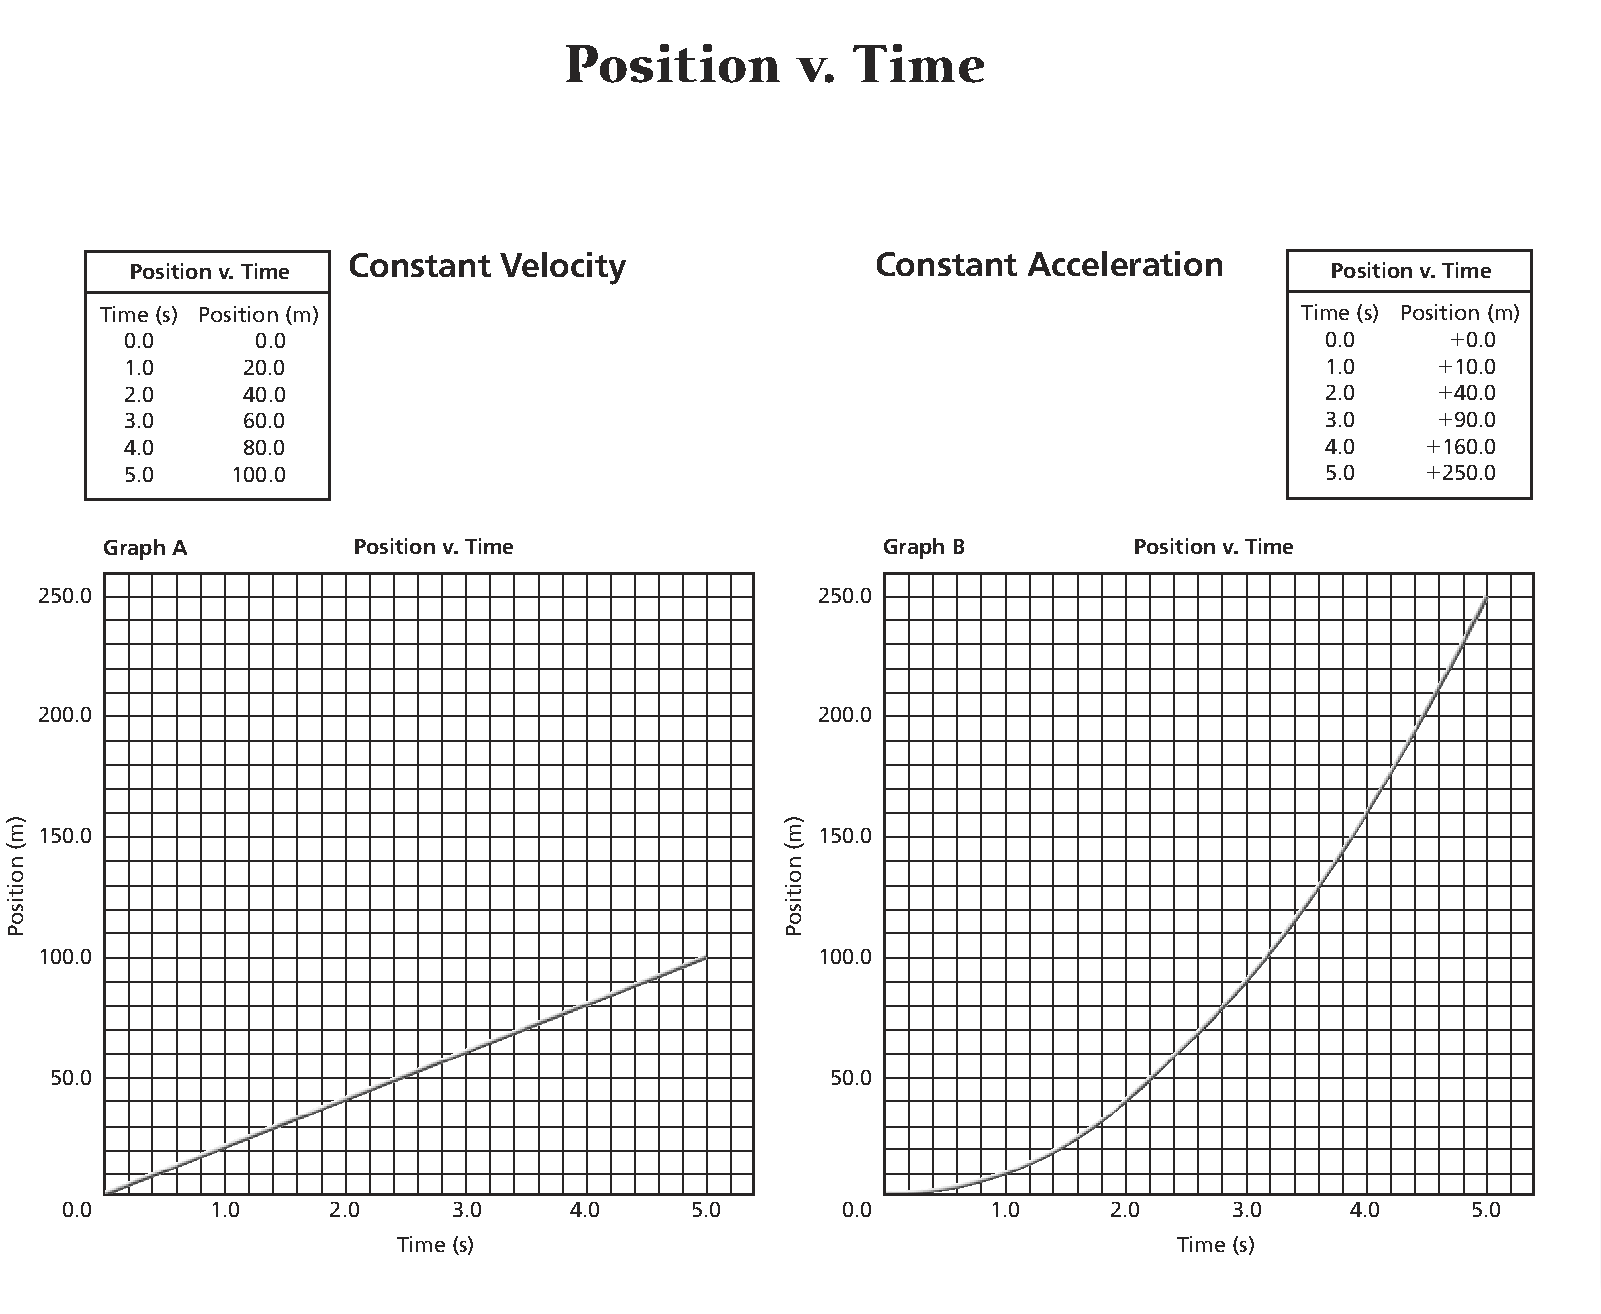 Position v. Time
Constant Velocity
Position v. Time
Time (s) Position (m)
0.0 0.0
1.0 20.0
2.0 40.0
3.0 60.0
4.0 80.0
5.0 100.0
Constant Acceleration
Position v. Time
Time (s) Position (m)
0.0 +0.0
1.0 +10.0
2.0 +40.0
3.0 +90.0
4.0 +160.0
5.0 +250.0
Graph A Position v. Time
250.0
200.0
150.0
100.0
50.0
0.0 1.0 2.0 3.0 4.0 5.0
Position (m)
Time (s)
Graph B Position v. Time
250.0
200.0
150.0
100.0
50.0
0.0 1.0 2.0 3.0 4.0 5.0
Position (m)
Time (s)